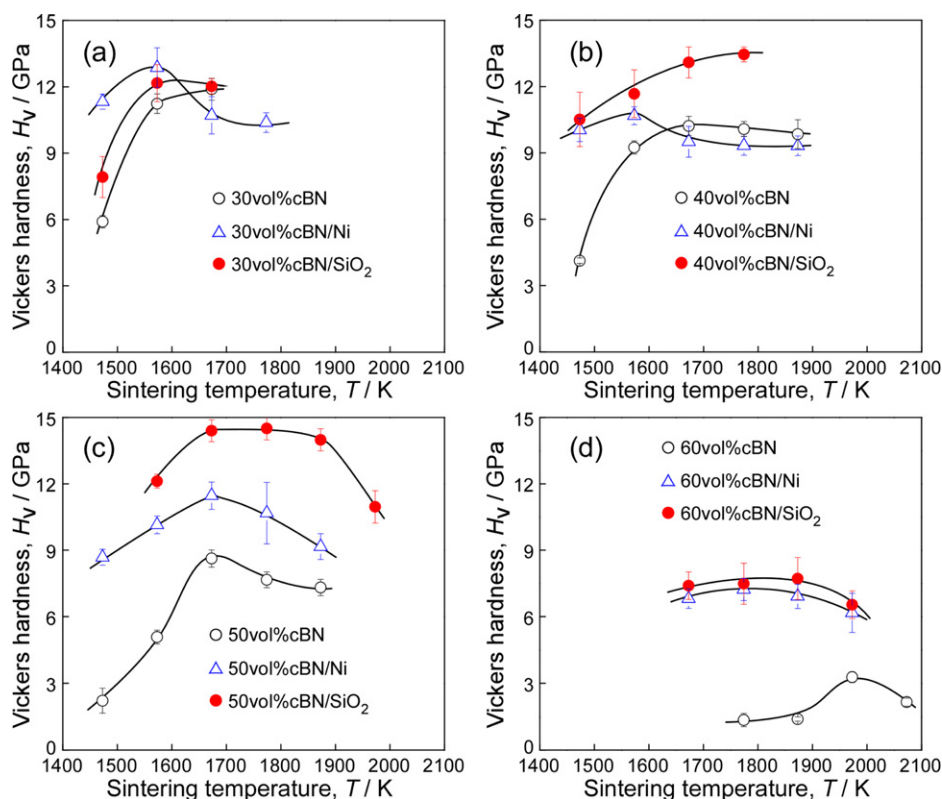 (a)
Vickers hardness, HV / GPa
15
12
9
6
3
0
30vol%cBN
30vol%cBN/Ni
30vol%cBN/SiO2
1400 1500 1600 1700 1800 1900 2000 2100
Sintering temperature, T / K
(b)
Vickers hardness, HV / GPa
15
12
9
6
3
0
40vol%cBN
40vol%cBN/Ni
40vol%cBN/SiO2
1400 1500 1600 1700 1800 1900 2000 2100
Sintering temperature, T / K
(c)
Vickers hardness, HV / GPa
15
12
9
6
3
0
50vol%cBN
50vol%cBN/Ni
50vol%cBN/SiO2
1400 1500 1600 1700 1800 1900 2000 2100
Sintering temperature, T / K
(d)
Vickers hardness, HV / GPa
15
12
9
6
3
0
60vol%cBN
60vol%cBN/Ni
60vol%cBN/SiO2
1400 1500 1600 1700 1800 1900 2000 2100
Sintering temperature, T / K